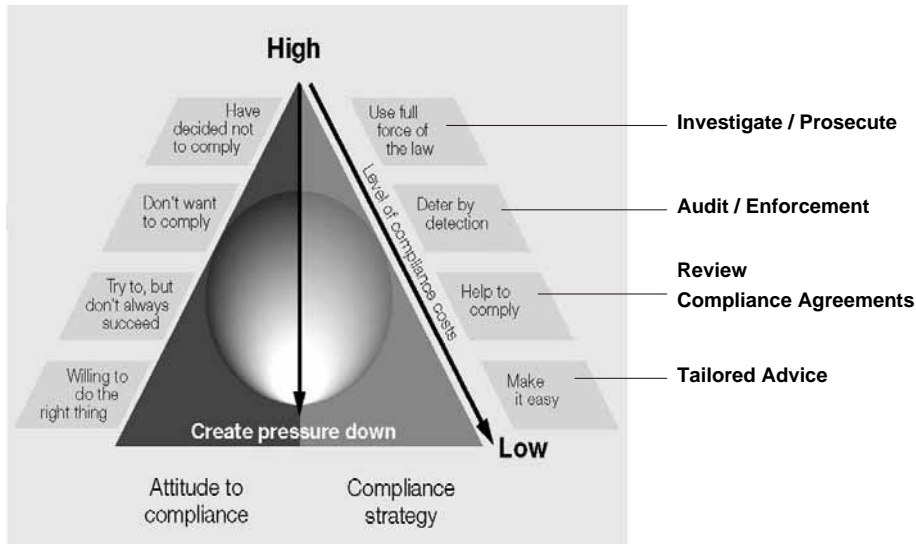 High
Have
decided not
to comply
Use full
force of
the law
Investigate / Prosecute
Don't want
to comply
Level of compliance costs
Deter by
detection
Audit / Enforcement
Try to, but
don't always
succeed
Help to
comply
Review
Compliance Agreements
Willing to
do the
right thing
Make
it easy
Tailored Advice
Create pressure down
Low
Attitude to
compliance
Compliance
strategy